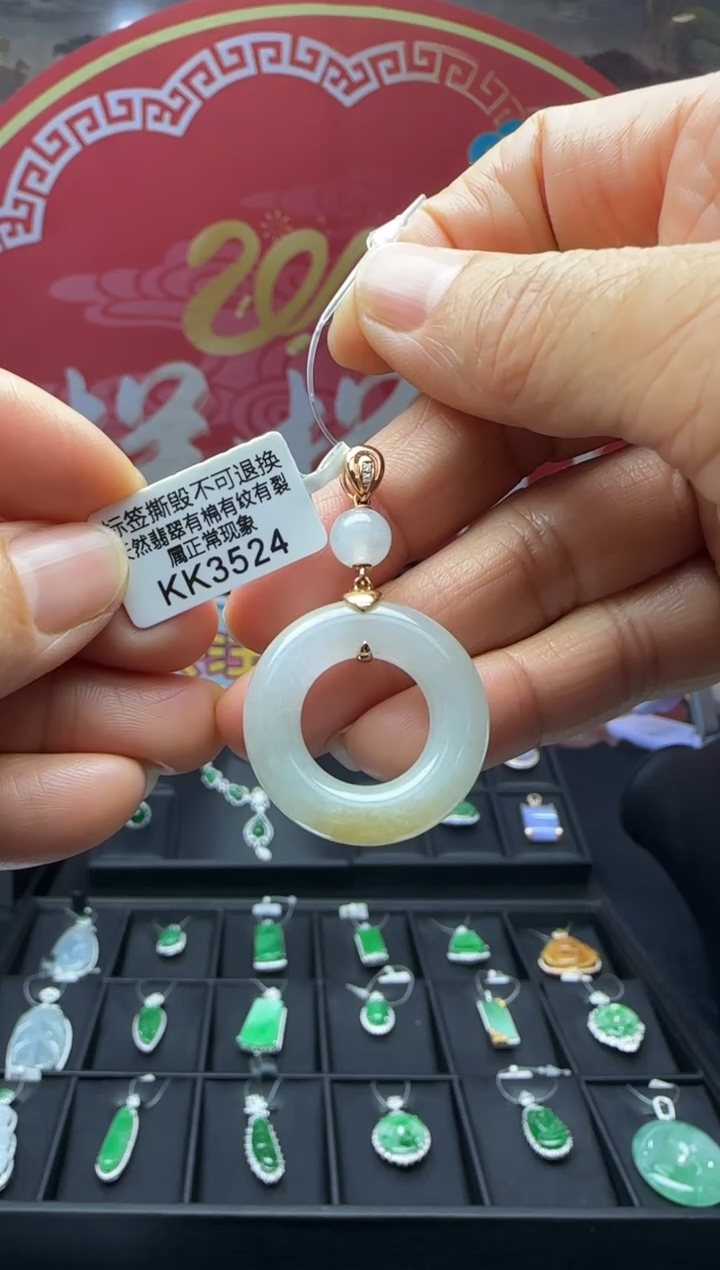 标签撕毁不可退换
天然翡翠有棉有纹有裂
属正常现象
KK3524